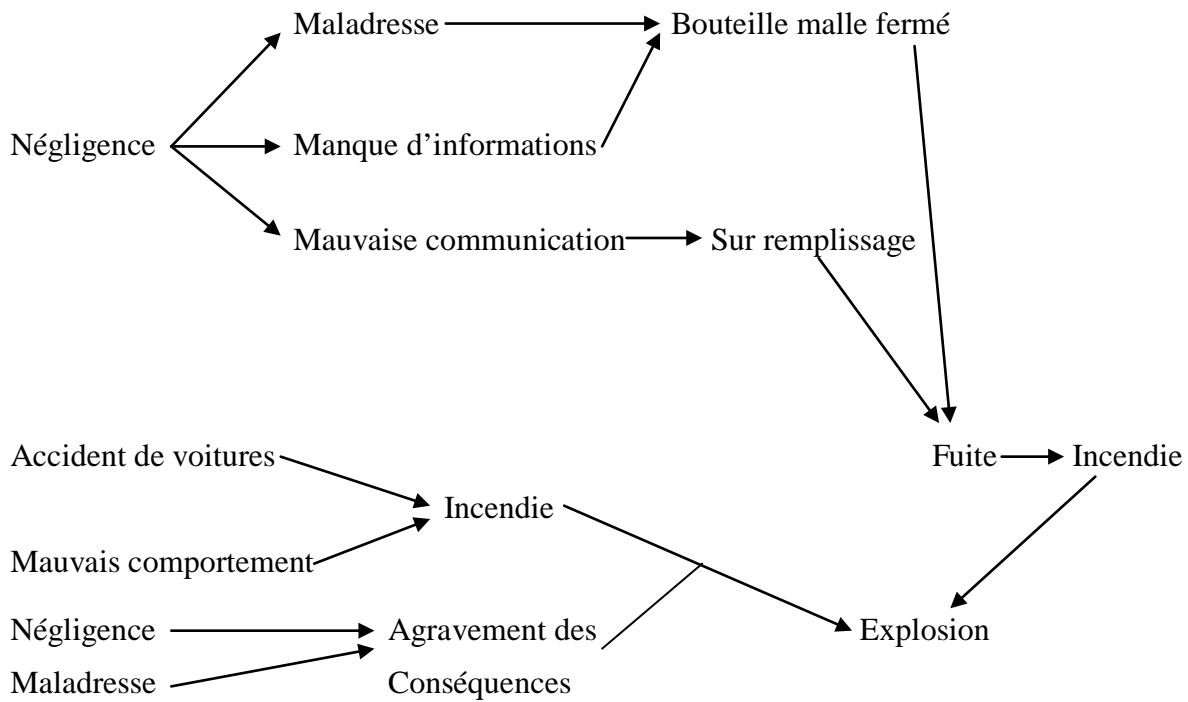 Maladresse Bouteille malle fermé
Négligence Manque d’informations
Mauvaise communication Sur remplissage
Accident de voitures Fuite Incendie
Incendie
Mauvais comportement
Négligence Agravement des Explosion
Maladresse Conséquences